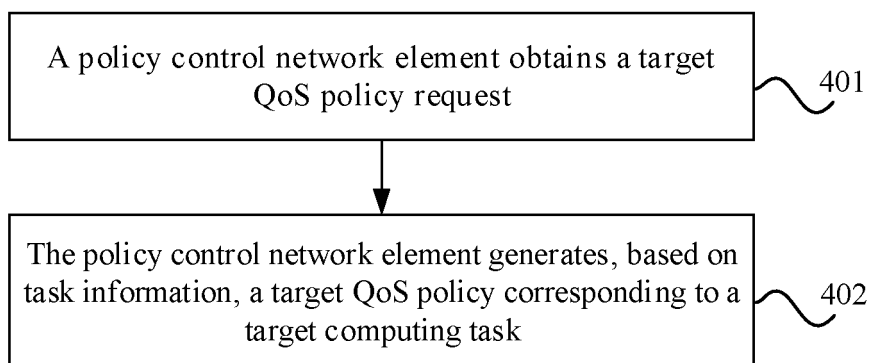 A policy control network element obtains a target
QoS policy request
401
The policy control network element generates, based on
task information, a target QoS policy corresponding to a
target computing task
402